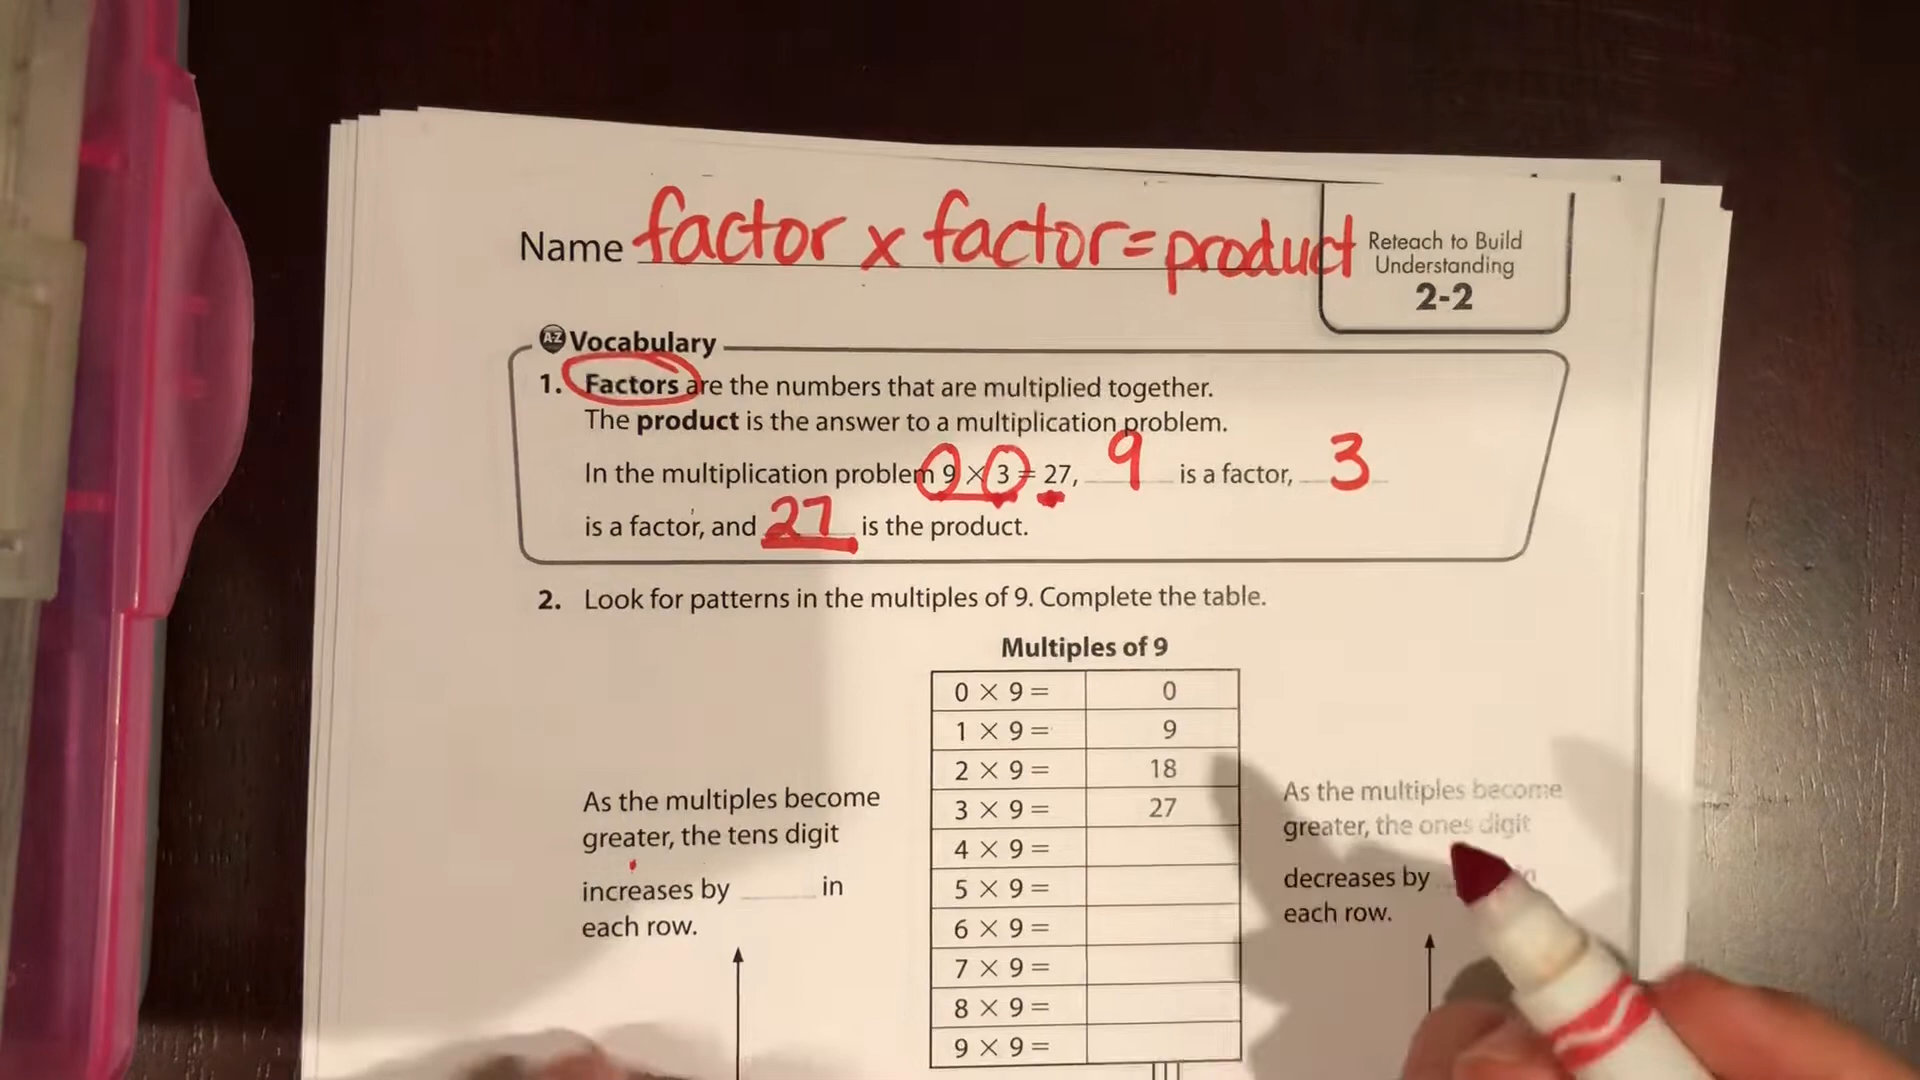 Name factor x factor = product
Reteach to Build
Understanding
2-2
A-Z Vocabulary
1. Factors are the numbers that are multiplied together.
The product is the answer to a multiplication problem.
In the multiplication problem 9 × 3 = 27, 9 is a factor, 3
is a factor, and 27 is the product.
2. Look for patterns in the multiples of 9. Complete the table.
Multiples of 9
0 × 9 = 0
1 × 9 = 9
2 × 9 = 18
3 × 9 = 27
4 × 9 =
5 × 9 =
6 × 9 =
7 × 9 =
8 × 9 =
9 × 9 =
As the multiples become
greater, the tens digit
increases by ____ in
each row.
As the multiples become
greater, the ones digit
decreases by
each row.